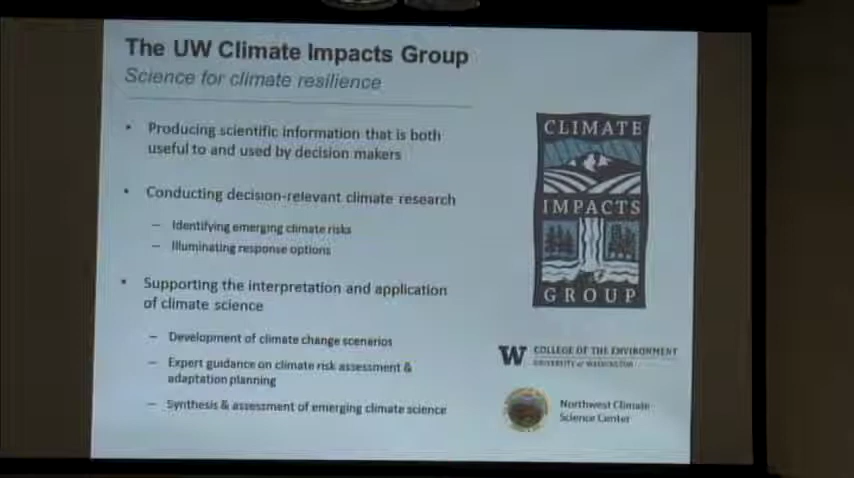 The UW Climate Impacts Group
Science for climate resilience
• Producing scientific information that is both
useful to and used by decision makers
• Conducting decision-relevant climate research
– Identifying emerging climate risks
– Illuminating response options
• Supporting the interpretation and application
of climate science
– Development of climate change scenarios
– Expert guidance on climate risk assessment &
adaptation planning
– Synthesis & assessment of emerging climate science
CLIMATE
IMPACTS
GROUP
W COLLEGE OF THE ENVIRONMENT
UNIVERSITY of WASHINGTON
Northwest Climate
Science Center